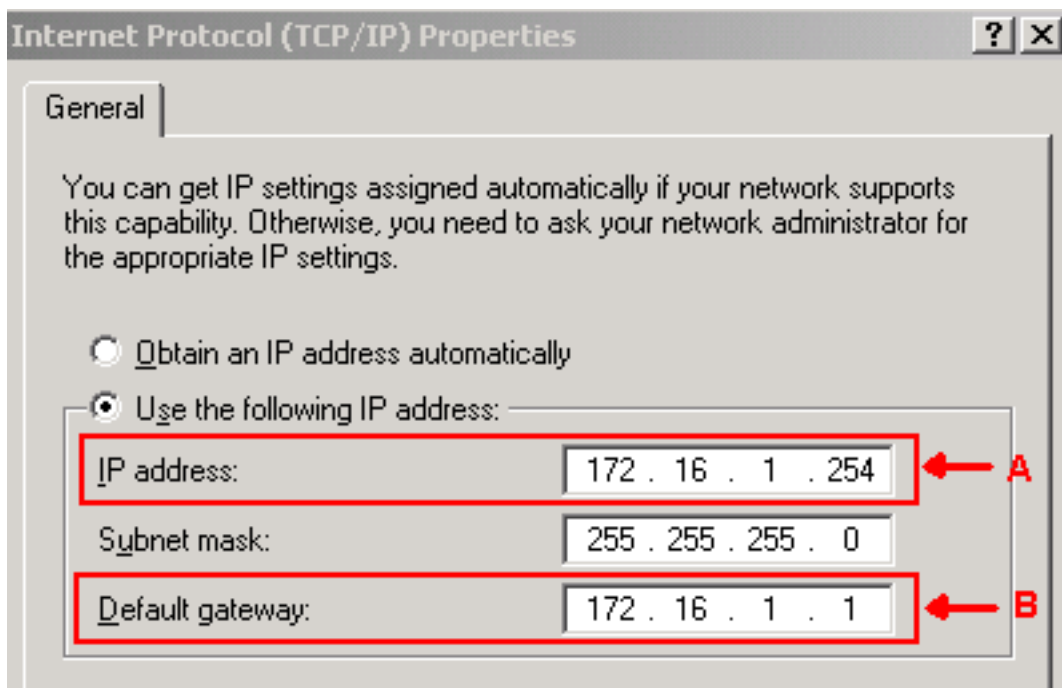 Internet Protocol (TCP/IP) Properties ? X
General
You can get IP settings assigned automatically if your network supports
this capability. Otherwise, you need to ask your network administrator for
the appropriate IP settings.
Obtain an IP address automatically
Use the following IP address:
IP address: 172 . 16 . 1 . 254 A
Subnet mask: 255 . 255 . 255 . 0
Default gateway: 172 . 16 . 1 . 1 B